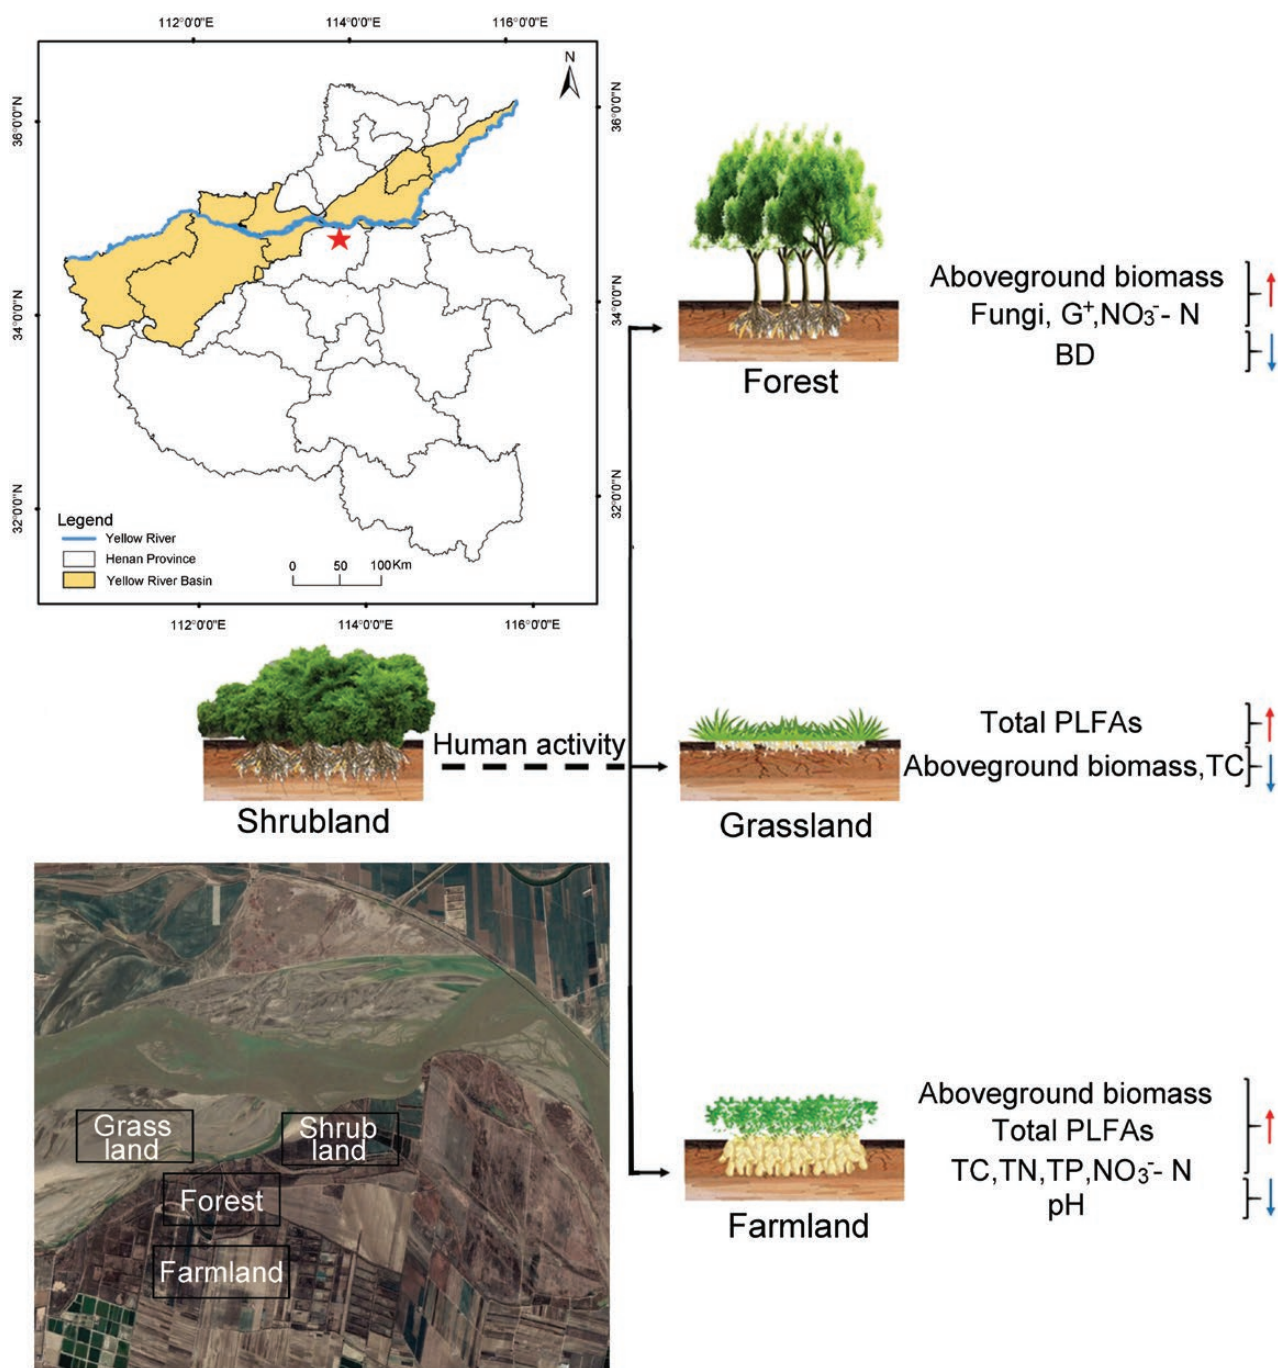 112°0'0"E 114°0'0"E 116°0'0"E
N
36°0'0"N
36°0'0"N
34°0'0"N
34°0'0"N
32°0'0"N
32°0'0"N
Legend
Yellow River
Henan Province
Yellow River Basin
0 50 100 Km
112°0'0"E 114°0'0"E 116°0'0"E
Aboveground biomass
Fungi, G⁺,NO₃⁻- N
BD
Forest
Human activity
Shrubland
Total PLFAs
Aboveground biomass,TC
Grassland
Grass
land
Shrub
land
Forest
Farmland
Aboveground biomass
Total PLFAs
TC,TN,TP,NO₃⁻- N
pH
Farmland